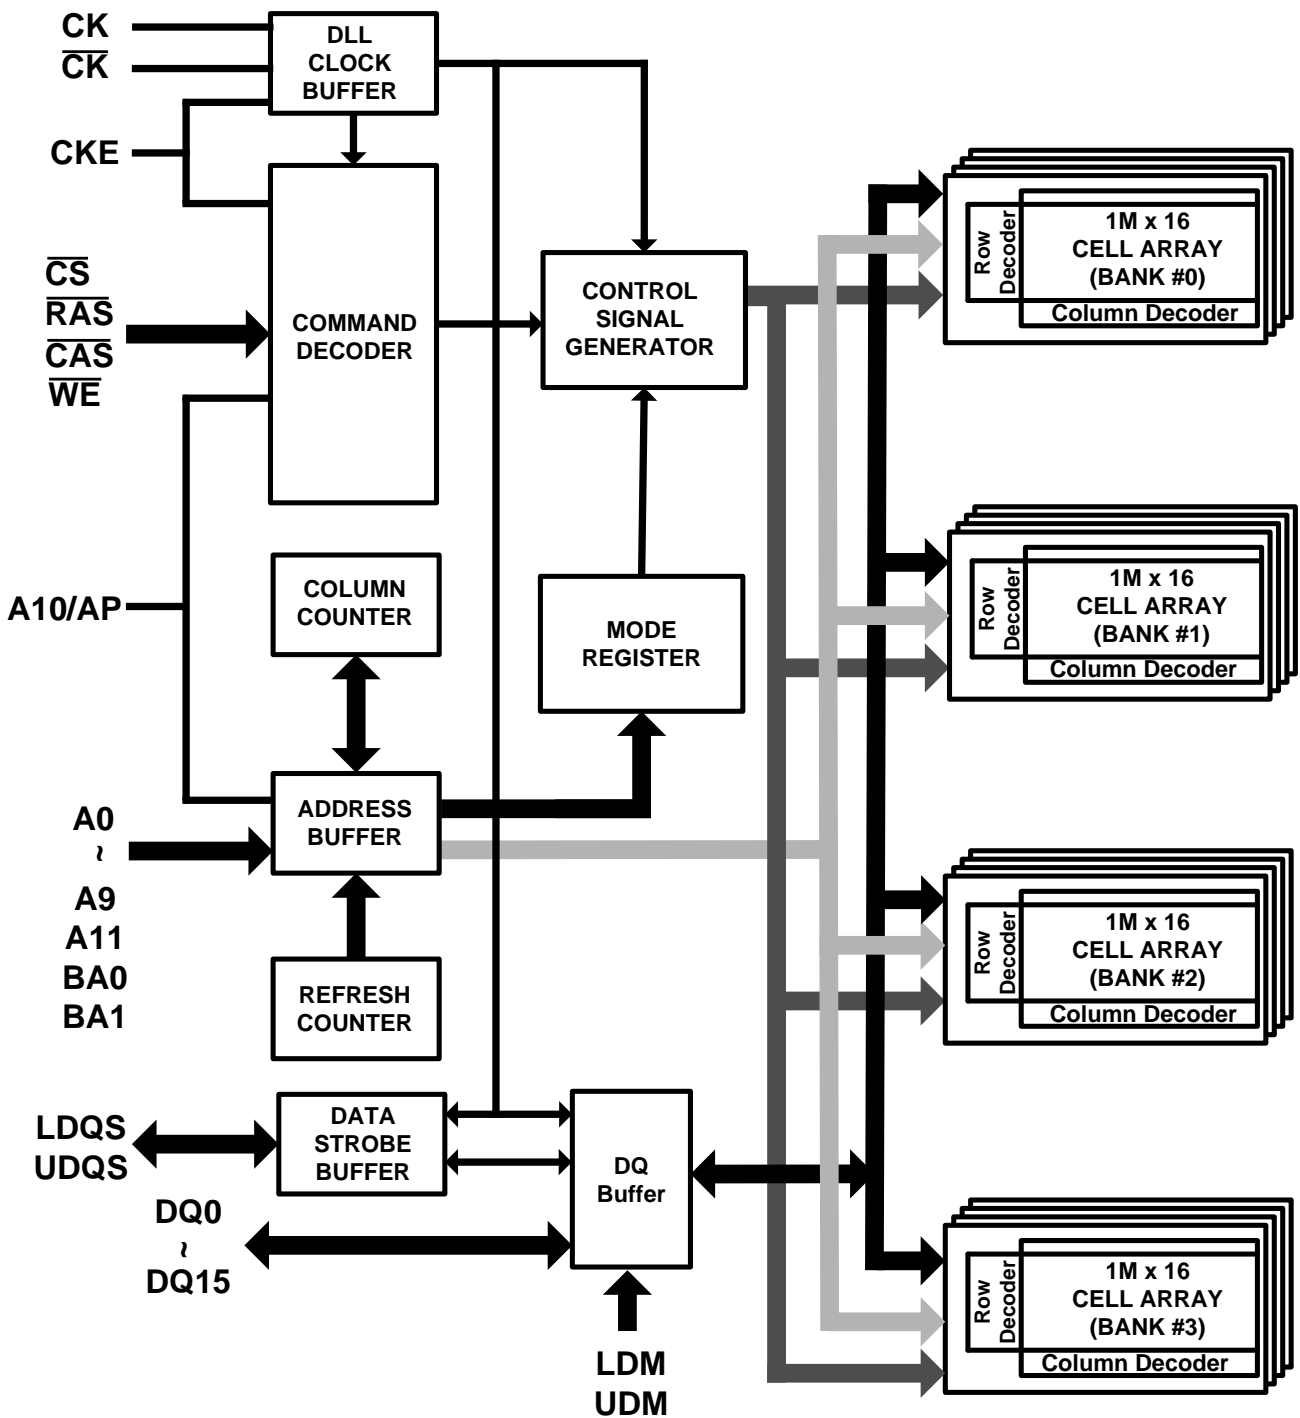 CK
CK
CKE
CS
RAS
CAS
WE
A10/AP
A0
~
A9
A11
BA0
BA1
LDQS
UDQS
DQ0
~
DQ15
DLL
CLOCK
BUFFER
COMMAND
DECODER
COLUMN
COUNTER
ADDRESS
BUFFER
REFRESH
COUNTER
DATA
STROBE
BUFFER
CONTROL
SIGNAL
GENERATOR
MODE
REGISTER
DQ
Buffer
LDM
UDM
Row
Decoder
1M x 16
CELL ARRAY
(BANK #0)
Column Decoder
Row
Decoder
1M x 16
CELL ARRAY
(BANK #1)
Column Decoder
Row
Decoder
1M x 16
CELL ARRAY
(BANK #2)
Column Decoder
Row
Decoder
1M x 16
CELL ARRAY
(BANK #3)
Column Decoder